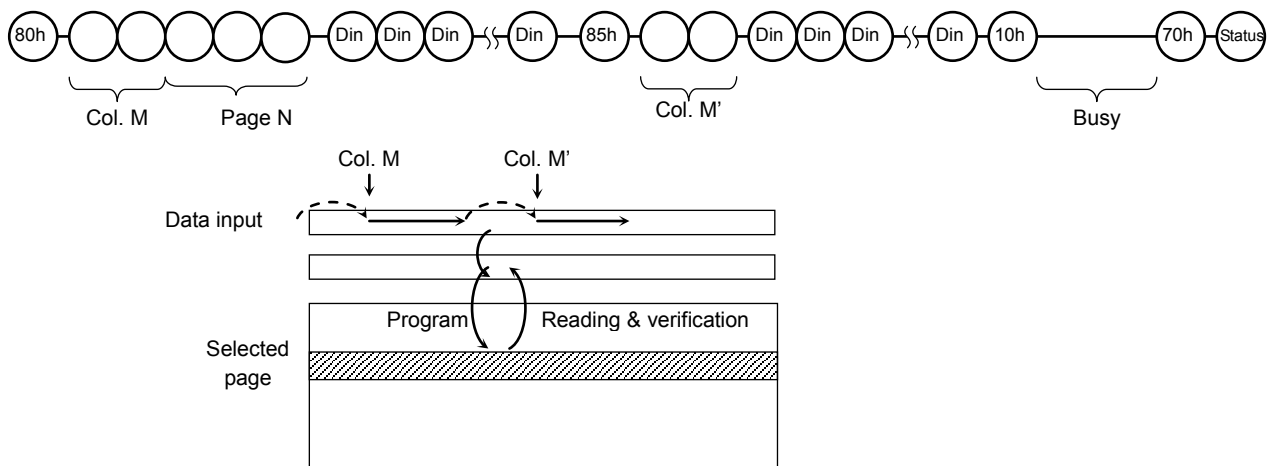 80h Din Din Din Din 85h Din Din Din Din 10h 70h Status
Col. M Page N Col. M’ Busy
Col. M Col. M’
Data input
Program Reading & verification
Selected
page